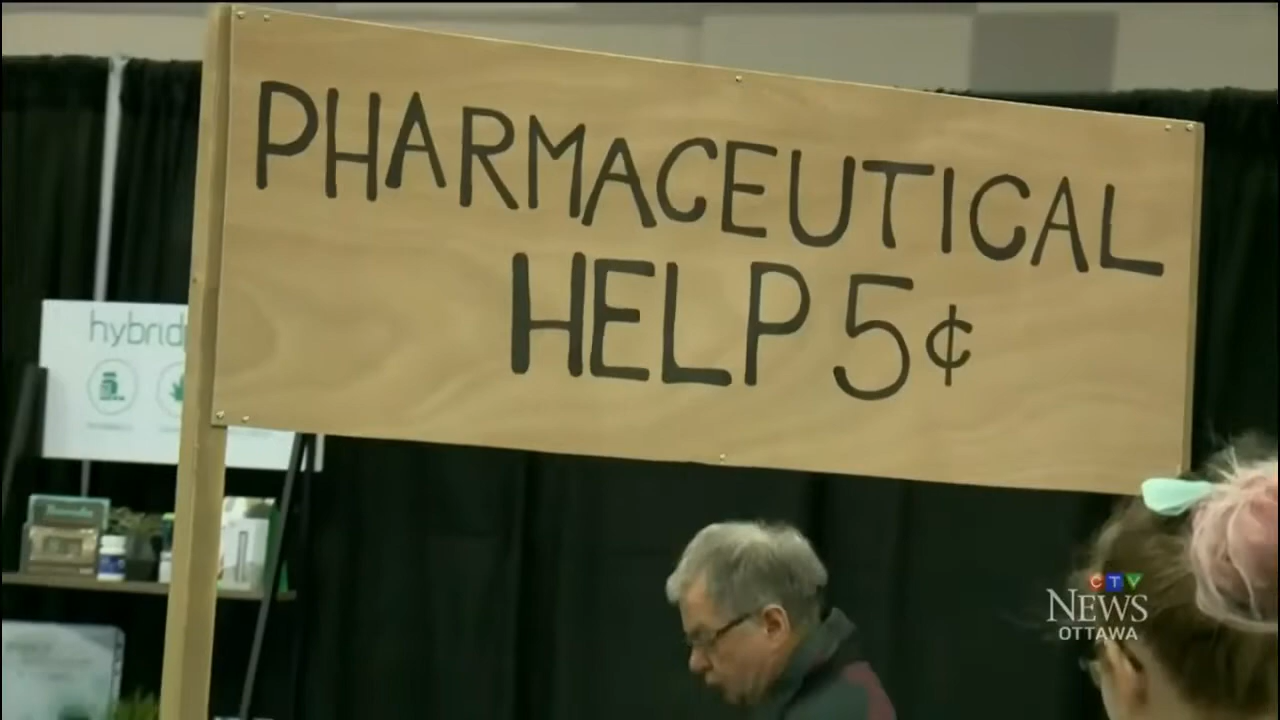 PHARMACEUTICAL
HELP 5¢
hybrid
CTV
NEWS
OTTAWA